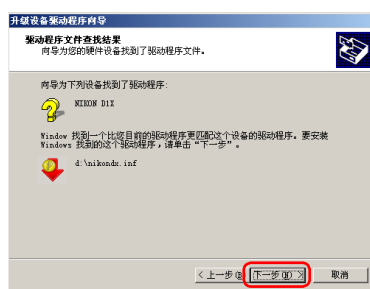 升级设备驱动程序向导
驱动程序文件查找结果
向导为您的硬件设备找到了驱动程序文件。
向导为下列设备找到了驱动程序:
NIKON D1X
Window 找到一个比您目前的驱动程序更匹配这个设备的驱动程序。要安装
Windows 找到的这个驱动程序，请单击“下一步”。
d:\nikondx.inf
<上一步(B) 下一步(N)> 取消